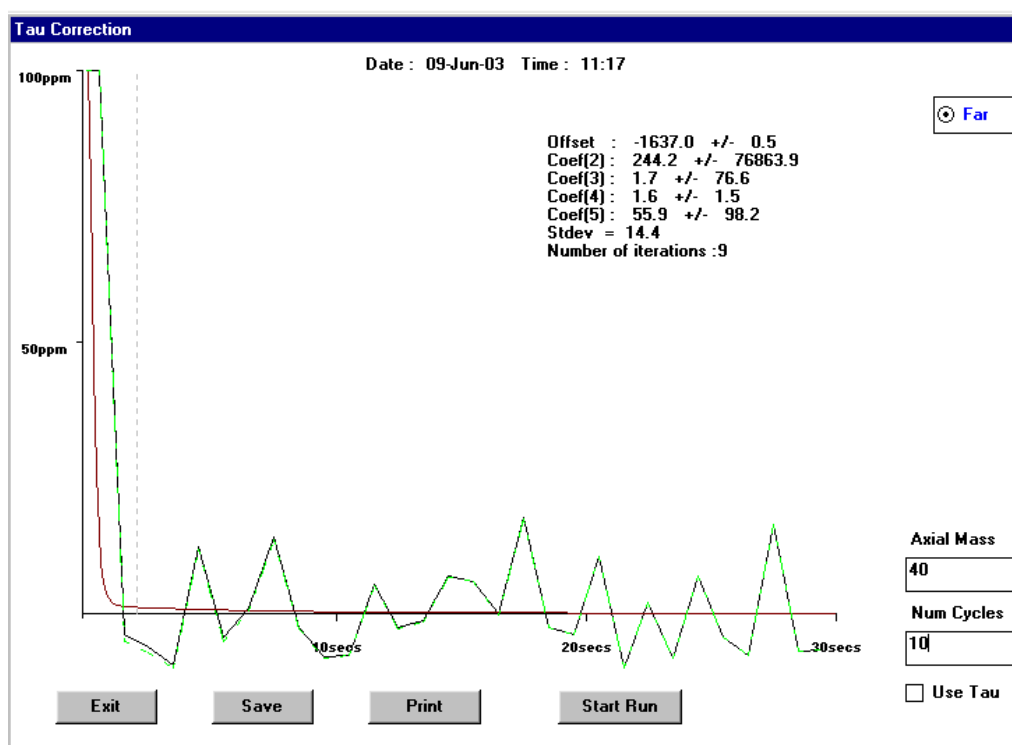 Tau Correction
Date : 09-Jun-03 Time : 11:17
100ppm
Far
Offset : -1637.0 +/- 0.5
Coef(2) : 244.2 +/- 76863.9
Coef(3) : 1.7 +/- 76.6
Coef(4) : 1.6 +/- 1.5
Coef(5) : 55.9 +/- 98.2
Stdev = 14.4
Number of iterations :9
50ppm
Axial Mass
40
Num Cycles
10
10secs 20secs 30secs
Use Tau
Exit Save Print Start Run